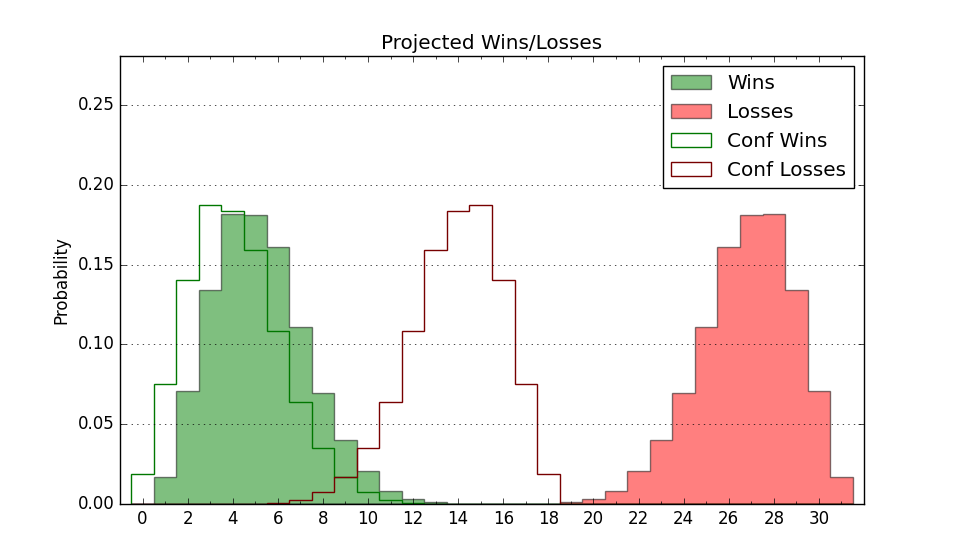 Projected Wins/Losses
Wins
Losses
Conf Wins
Conf Losses
Probability
0.25
0.20
0.15
0.10
0.05
0.00
0 2 4 6 8 10 12 14 16 18 20 22 24 26 28 30